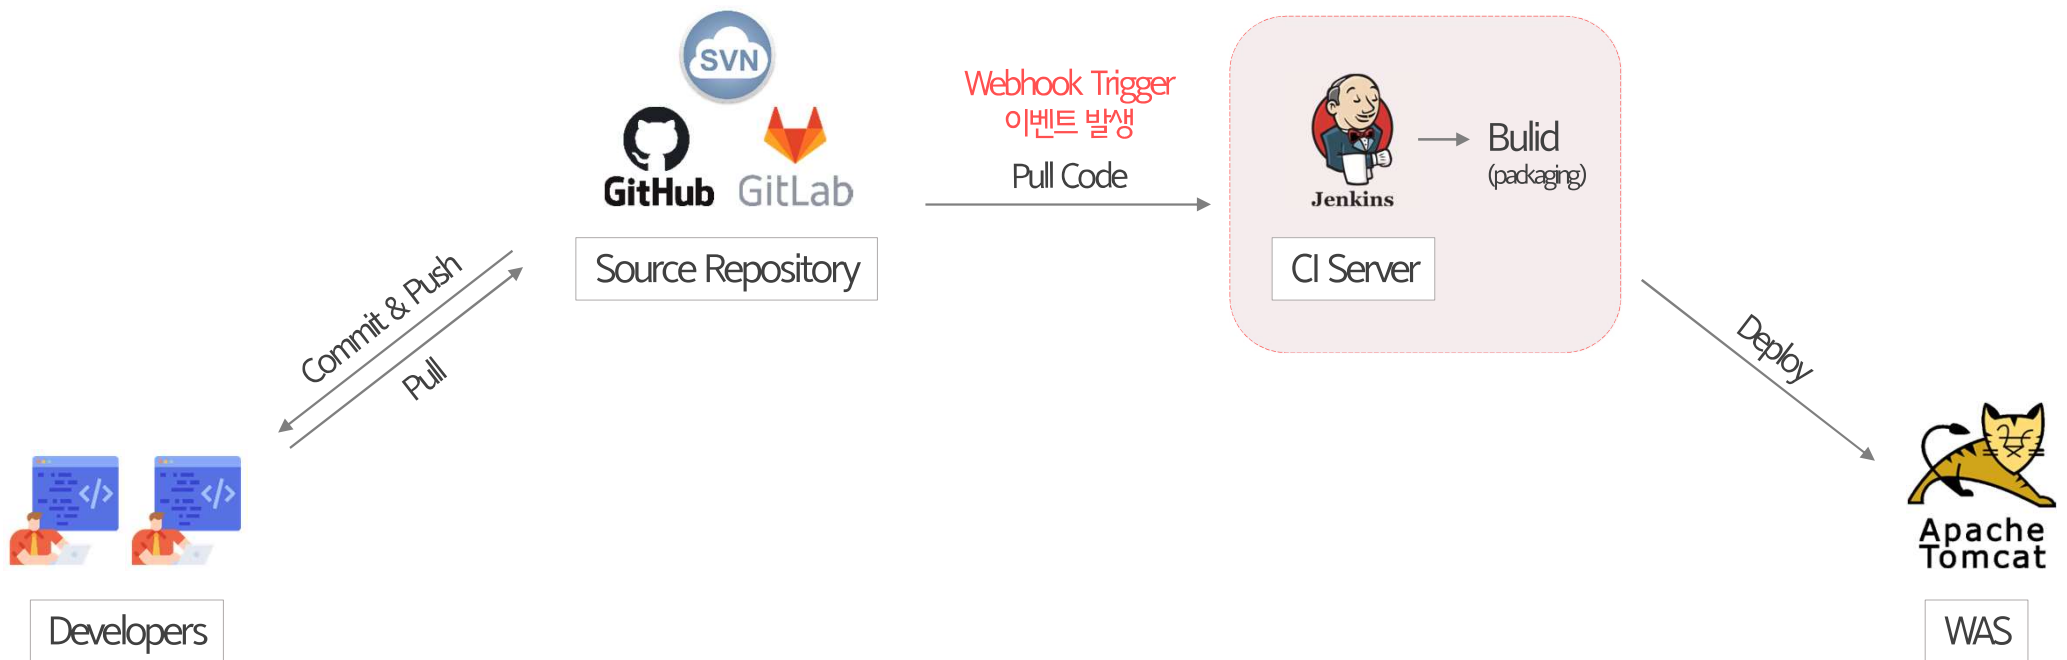 SVN
GitHub
GitLab
Source Repository
Webhook Trigger
이벤트 발생
Pull Code
Jenkins
Bulid
(packaging)
CI Server
Commit & Push
Pull
Deploy
</>
</>
Developers
Apache
Tomcat
WAS